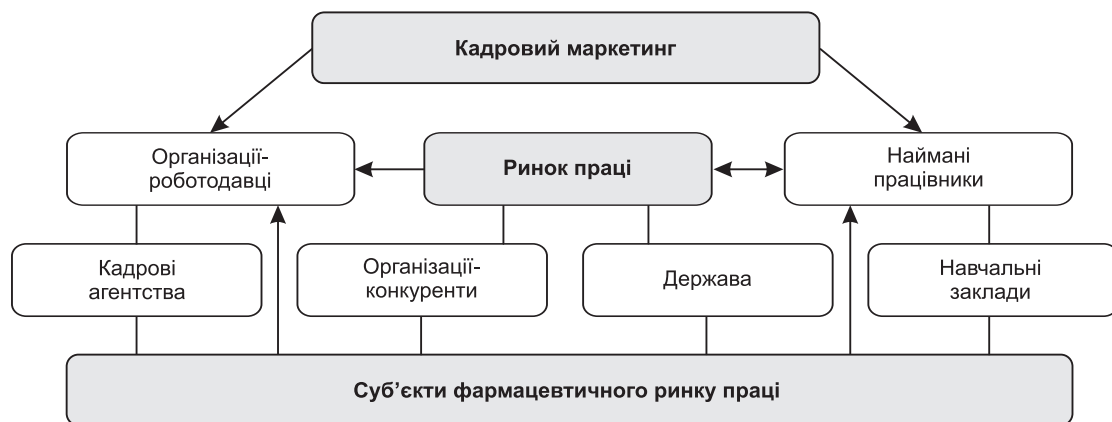 Кадровий маркетинг
Організації-
роботодавці
Ринок праці
Наймані
працівники
Кадрові
агентства
Організації-
конкуренти
Держава
Навчальні
заклади
Суб’єкти фармацевтичного ринку праці